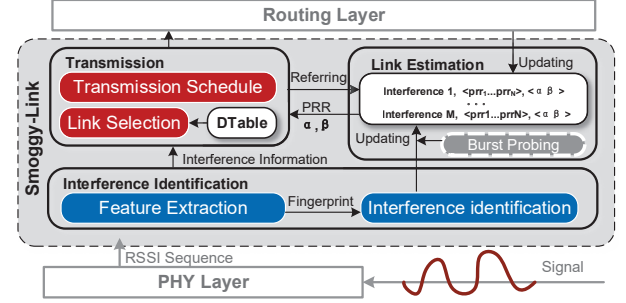 Routing Layer
Smoggy-Link
Transmission
Transmission Schedule
Link Selection
DTable
Referring
PRR
α, β
Link Estimation
Updating
Interference 1, <prr1...prrN>, < α β >
. . .
Interference M, <prr1...prrN>, < α β >
Updating
Burst Probing
Interference Information
Interference Identification
Feature Extraction
Fingerprint
Interference identification
RSSI Sequence
PHY Layer
Signal